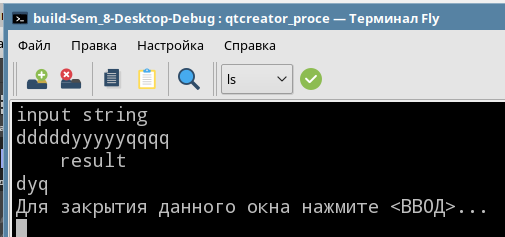 build-Sem_8-Desktop-Debug : qtcreator_proce — Терминал Fly
Файл Правка Настройка Справка
ls
input string
dddddyyyyyqqqq
result
dyq
Для закрытия данного окна нажмите <ВВОД>...